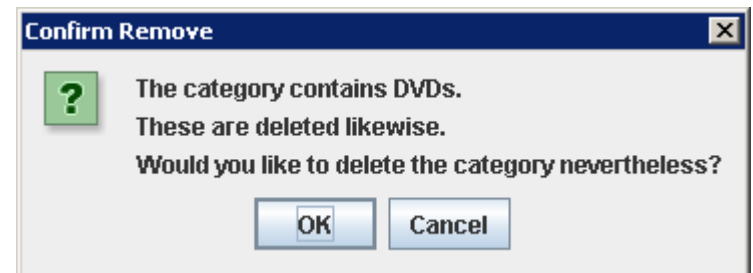 Confirm Remove
?
The category contains DVDs.
These are deleted likewise.
Would you like to delete the category nevertheless?
OK Cancel